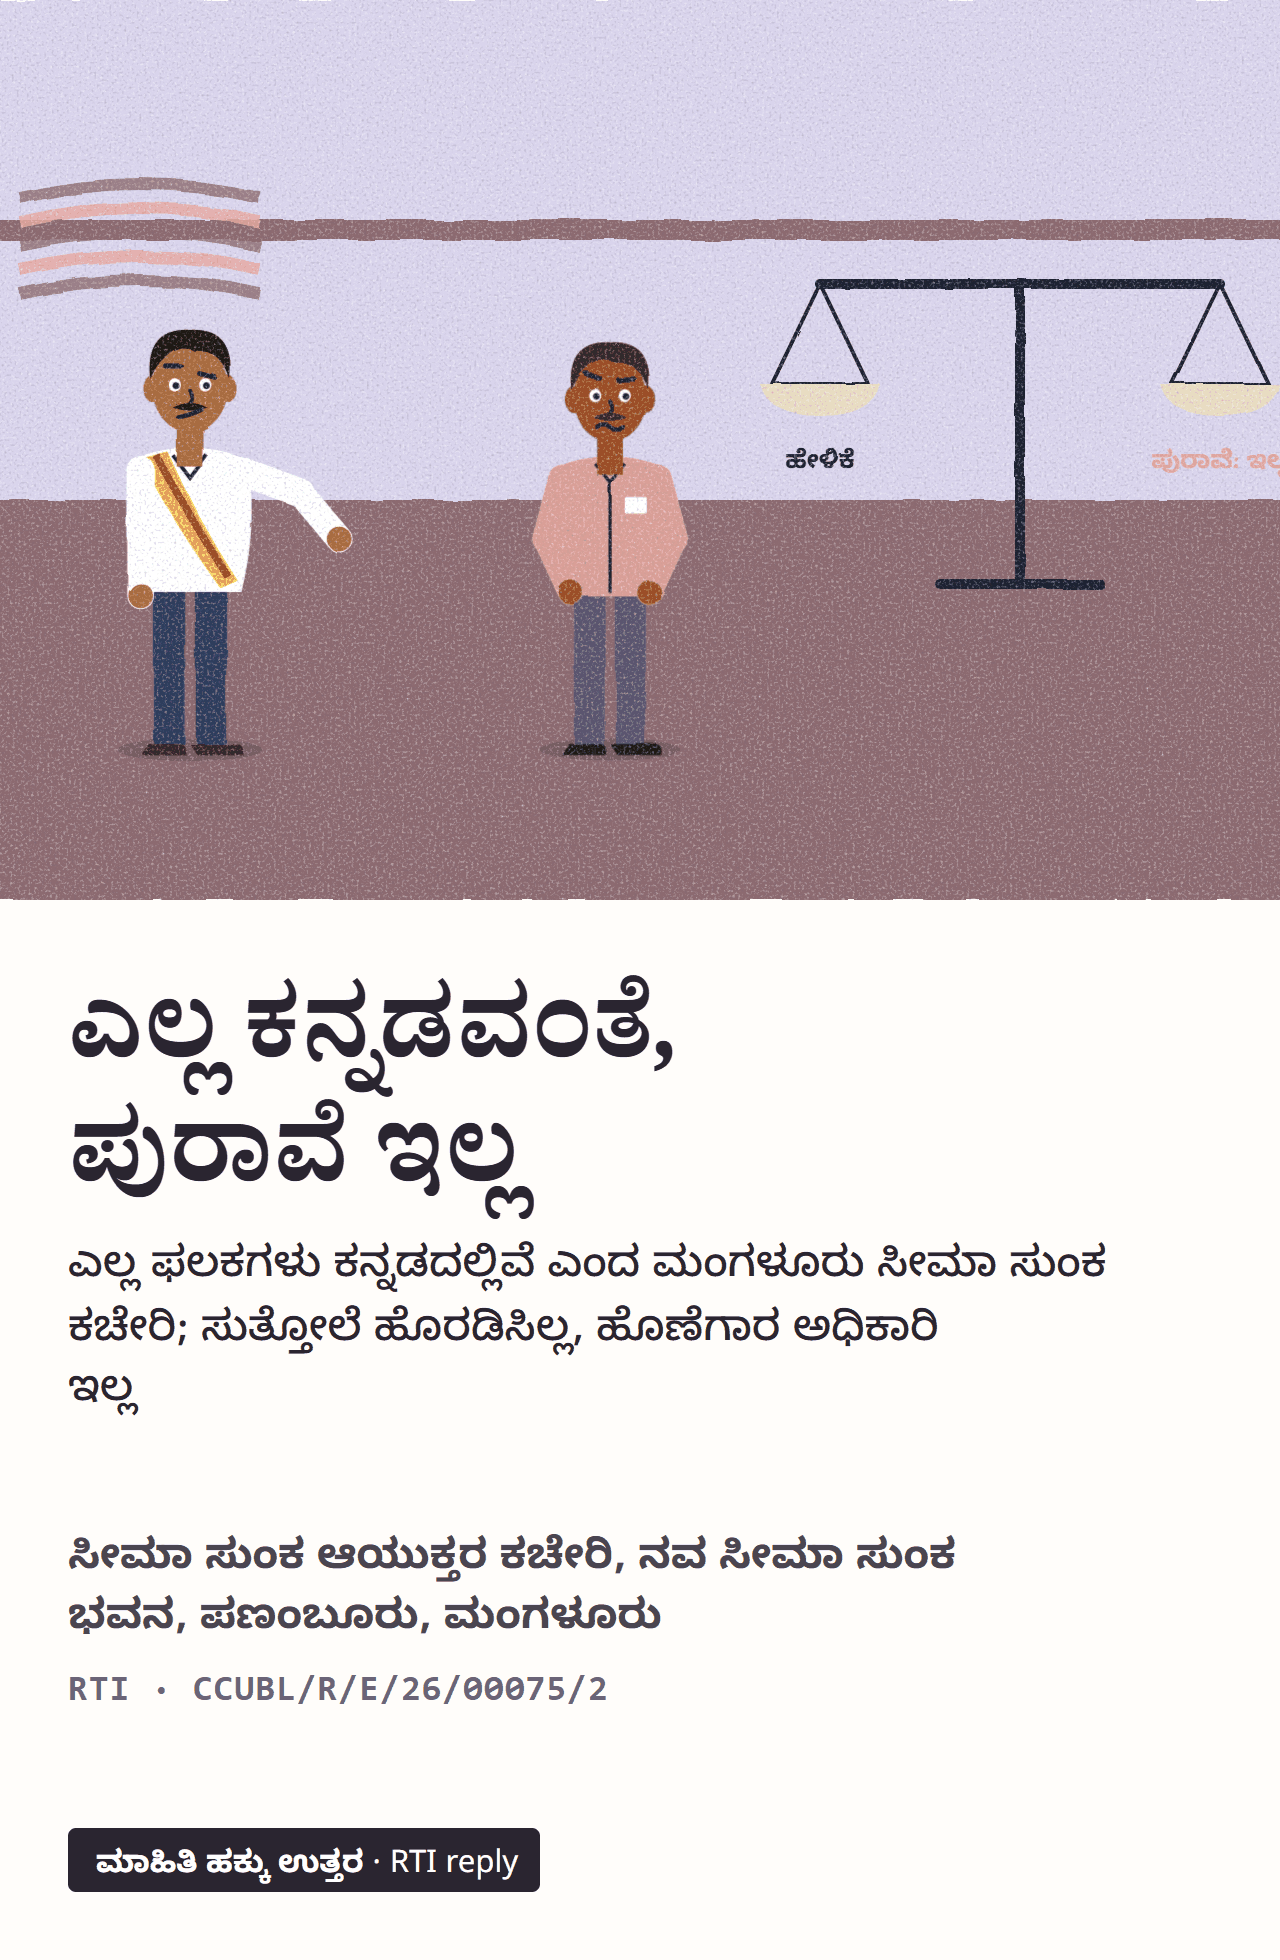 ಹೇಳಿಕೆ
ಪುರಾವೆ:
ಎಲ್ಲ ಕನ್ನಡವಂತೆ,
ಪುರಾವೆ ಇಲ್ಲ
ಎಲ್ಲ ಫಲಕಗಳು ಕನ್ನಡದಲ್ಲಿವೆ ಎಂದ ಮಂಗಳೂರು ಸೀಮಾ ಸುಂಕ
ಕಚೇರಿ; ಸುತ್ತೋಲೆ ಹೊರಡಿಸಿಲ್ಲ, ಹೊಣೆಗಾರ ಅಧಿಕಾರಿ
ಇಲ್ಲ
ಸೀಮಾ ಸುಂಕ ಆಯುಕ್ತರ ಕಚೇರಿ, ನವ ಸೀಮಾ ಸುಂಕ
ಭವನ, ಪಣಂಬೂರು, ಮಂಗಳೂರು
RTI · CCUBL/R/E/26/00075/2
ಮಾಹಿತಿ ಹಕ್ಕು ಉತ್ತರ · RTI reply